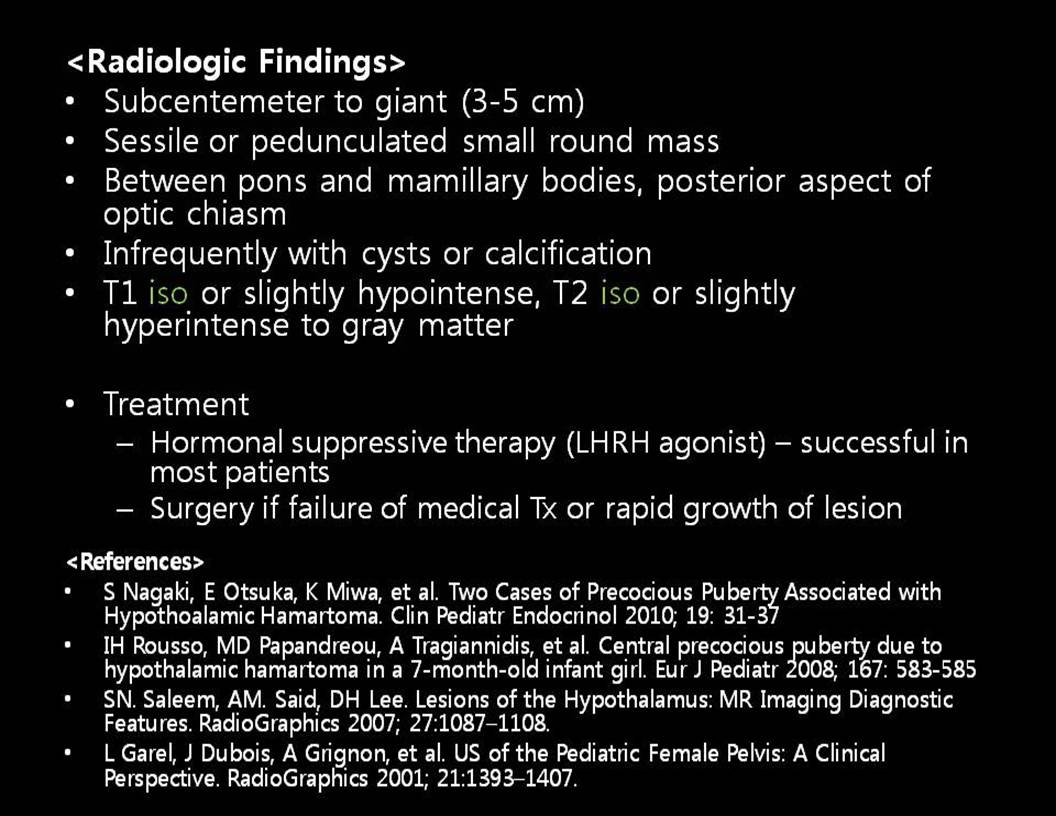 <Radiologic Findings>
• Subcentemeter to giant (3-5 cm)
• Sessile or pedunculated small round mass
• Between pons and mamillary bodies, posterior aspect of
optic chiasm
• Infrequently with cysts or calcification
• T1 iso or slightly hypointense, T2 iso or slightly
hyperintense to gray matter
• Treatment
– Hormonal suppressive therapy (LHRH agonist) – successful in
most patients
– Surgery if failure of medical Tx or rapid growth of lesion
<References>
• S Nagaki, E Otsuka, K Miwa, et al. Two Cases of Precocious Puberty Associated with
Hypothoalamic Hamartoma. Clin Pediatr Endocrinol 2010; 19: 31-37
• IH Rousso, MD Papandreou, A Tragiannidis, et al. Central precocious puberty due to
hypothalamic hamartoma in a 7-month-old infant girl. Eur J Pediatr 2008; 167: 583-585
• SN. Saleem, AM. Said, DH Lee. Lesions of the Hypothalamus: MR Imaging Diagnostic
Features. RadioGraphics 2007; 27:1087–1108.
• L Garel, J Dubois, A Grignon, et al. US of the Pediatric Female Pelvis: A Clinical
Perspective. RadioGraphics 2001; 21:1393–1407.